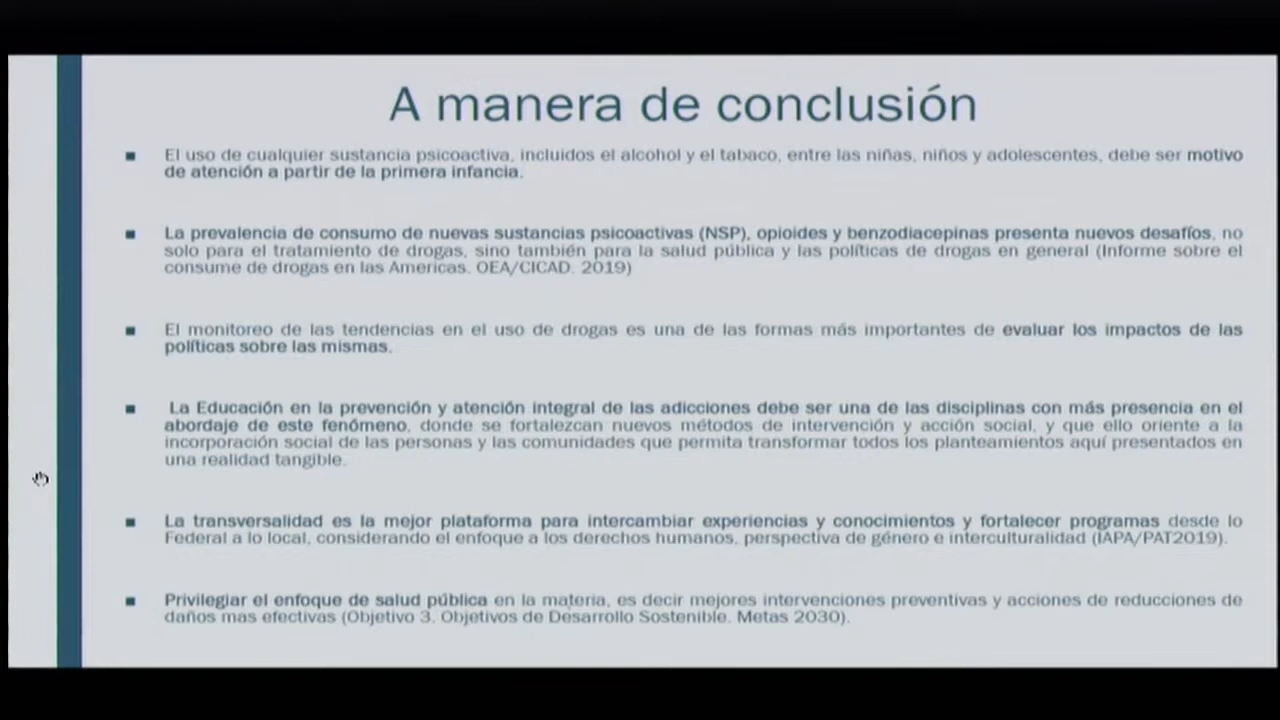 A manera de conclusión
El uso de cualquier sustancia psicoactiva, incluidos el alcohol y el tabaco, entre las niñas, niños y adolescentes, debe ser motivo
de atención a partir de la primera infancia.
La prevalencia de consumo de nuevas sustancias psicoactivas (NSP), opioides y benzodiacepinas presenta nuevos desafíos, no
solo para el tratamiento de drogas, sino también para la salud pública y las políticas de drogas en general (Informe sobre el
consume de drogas en las Americas. OEA/CICAD. 2019)
El monitoreo de las tendencias en el uso de drogas es una de las formas más importantes de evaluar los impactos de las
políticas sobre las mismas.
La Educación en la prevención y atención integral de las adicciones debe ser una de las disciplinas con más presencia en el
abordaje de este fenómeno, donde se fortalezcan nuevos métodos de intervención y acción social, y que ello oriente a la
incorporación social de las personas y las comunidades que permita transformar todos los planteamientos aquí presentados en
una realidad tangible.
La transversalidad es la mejor plataforma para intercambiar experiencias y conocimientos y fortalecer programas desde lo
Federal a lo local, considerando el enfoque a los derechos humanos, perspectiva de género e interculturalidad (IAPA/PAT2019).
Privilegiar el enfoque de salud pública en la materia, es decir mejores intervenciones preventivas y acciones de reducciones de
daños mas efectivas (Objetivo 3. Objetivos de Desarrollo Sostenible. Metas 2030).